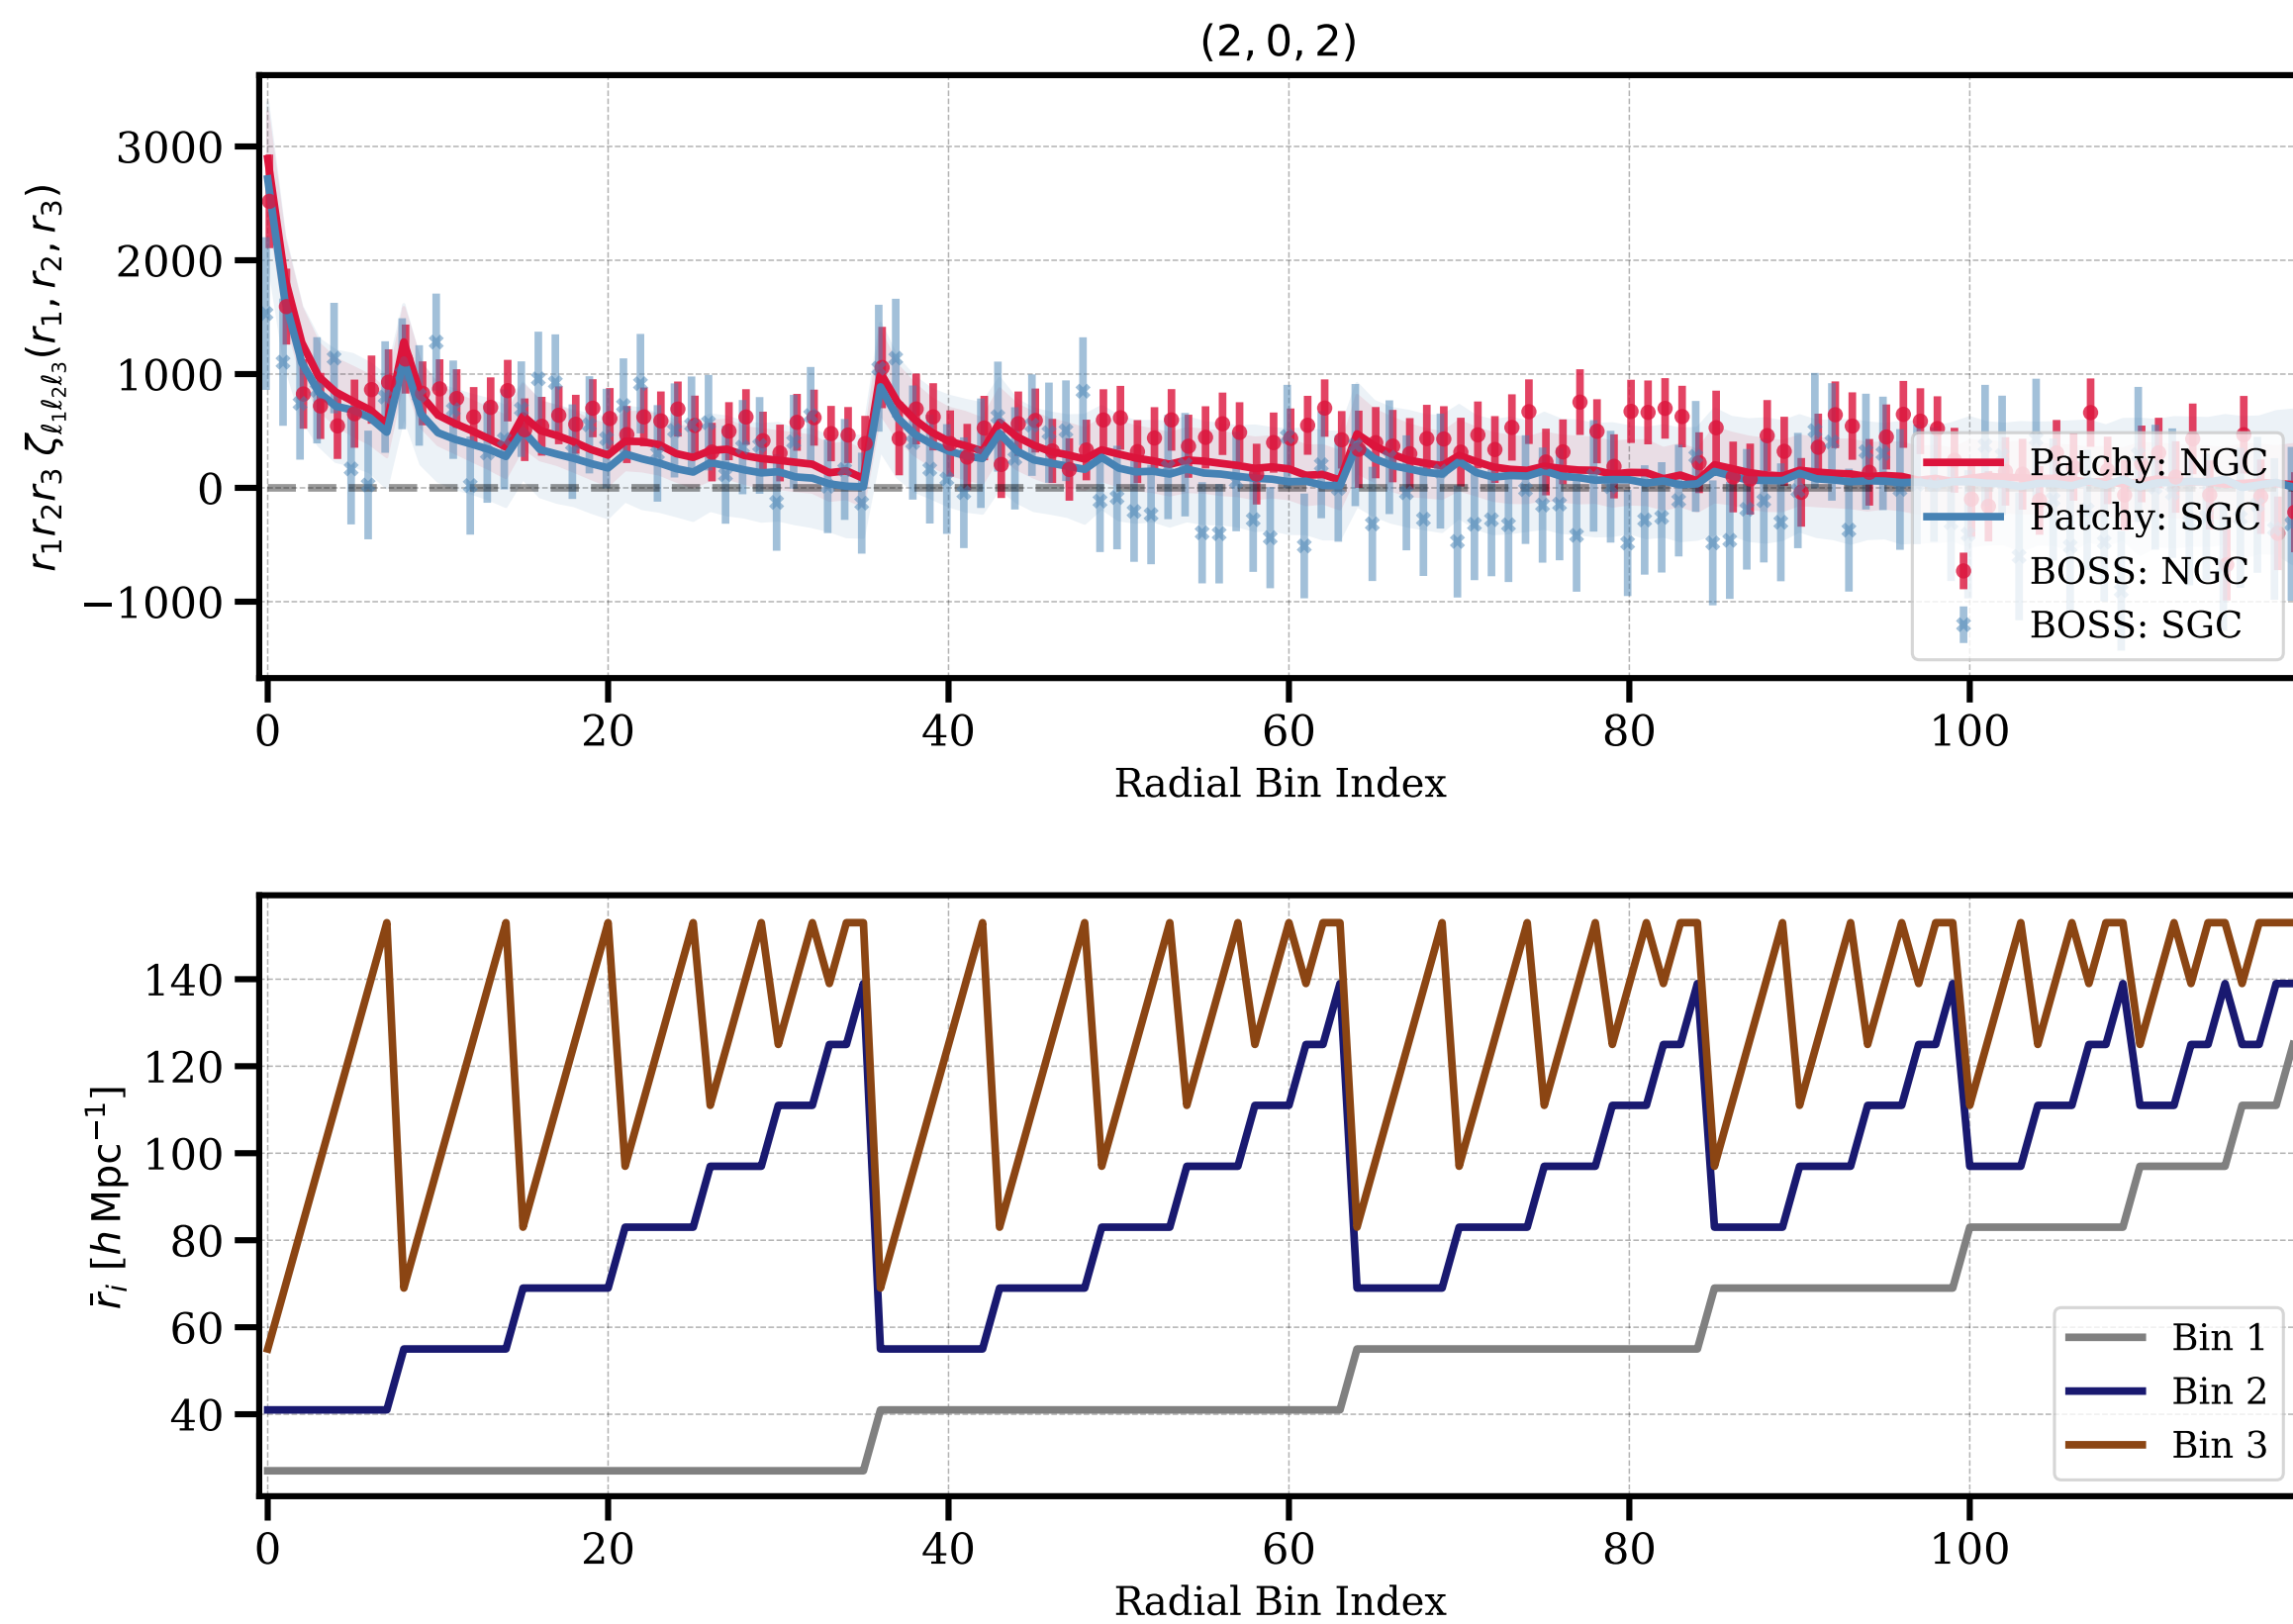 (2, 0, 2)
r₁r₂r₃ ζ_{ℓ₁ℓ₂ℓ₃}(r₁, r₂, r₃)
3000
2000
1000
0
−1000
Patchy: NGC
Patchy: SGC
BOSS: NGC
BOSS: SGC
0 20 40 60 80 100
Radial Bin Index
r̄ᵢ [h Mpc⁻¹]
140
120
100
80
60
40
Bin 1
Bin 2
Bin 3
0 20 40 60 80 100
Radial Bin Index